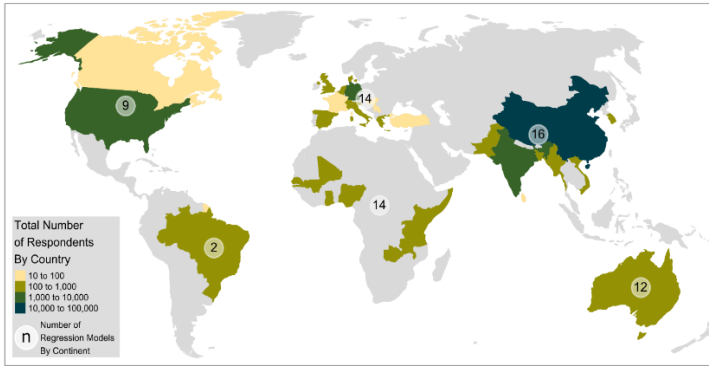 9
14
16
14
2
12
Total Number
of Respondents
By Country
10 to 100
100 to 1,000
1,000 to 10,000
10,000 to 100,000
n
Number of
Regression Models
By Continent